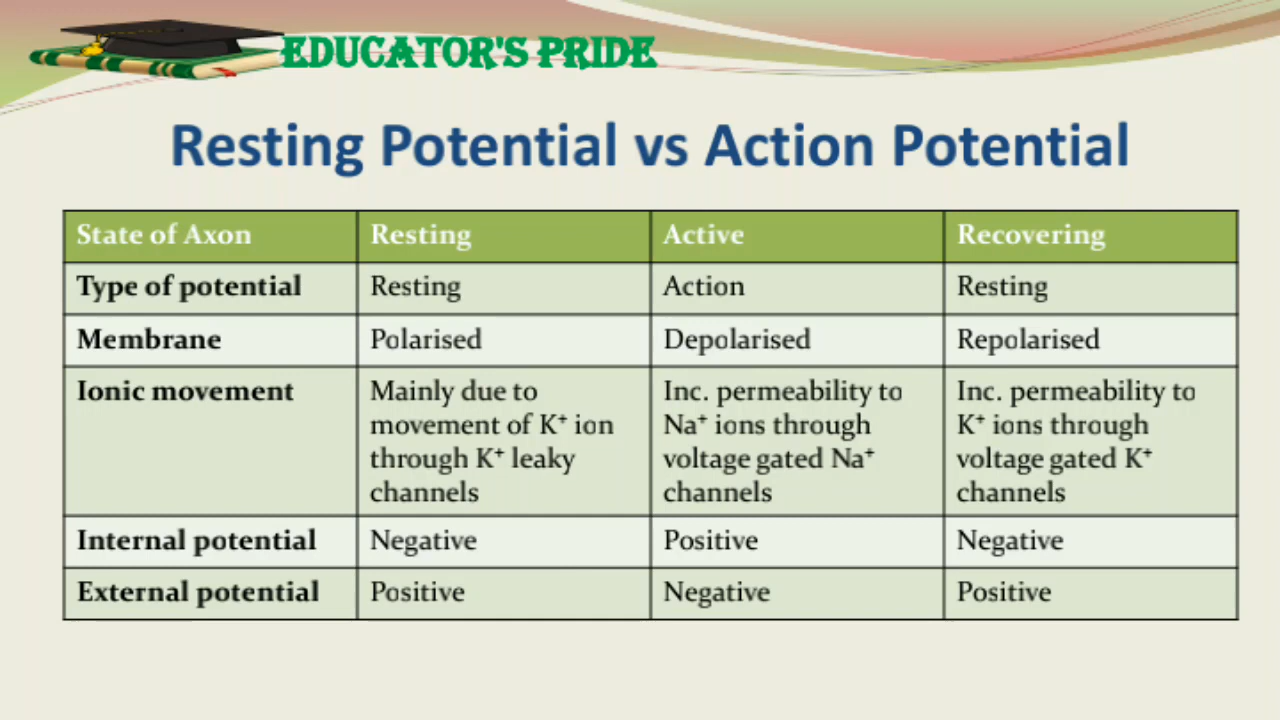 EDUCATOR'S PRIDE
Resting Potential vs Action Potential
State of Axon Resting Active Recovering
Type of potential Resting Action Resting
Membrane Polarised Depolarised Repolarised
Ionic movement Mainly due to Inc. permeability to Inc. permeability to
movement of K⁺ ion Na⁺ ions through K⁺ ions through
through K⁺ leaky voltage gated Na⁺ voltage gated K⁺
channels channels channels
Internal potential Negative Positive Negative
External potential Positive Negative Positive